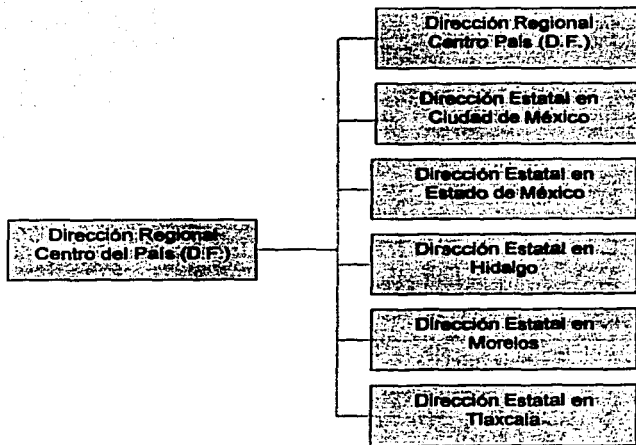 Dirección Regional
Centro País (D.F.)
Dirección Estatal en
Ciudad de México
Dirección Estatal en
Estado de México
Dirección Regional
Centro del País (D.F.)
Dirección Estatal en
Hidalgo
Dirección Estatal en
Morelos
Dirección Estatal en
Tlaxcala